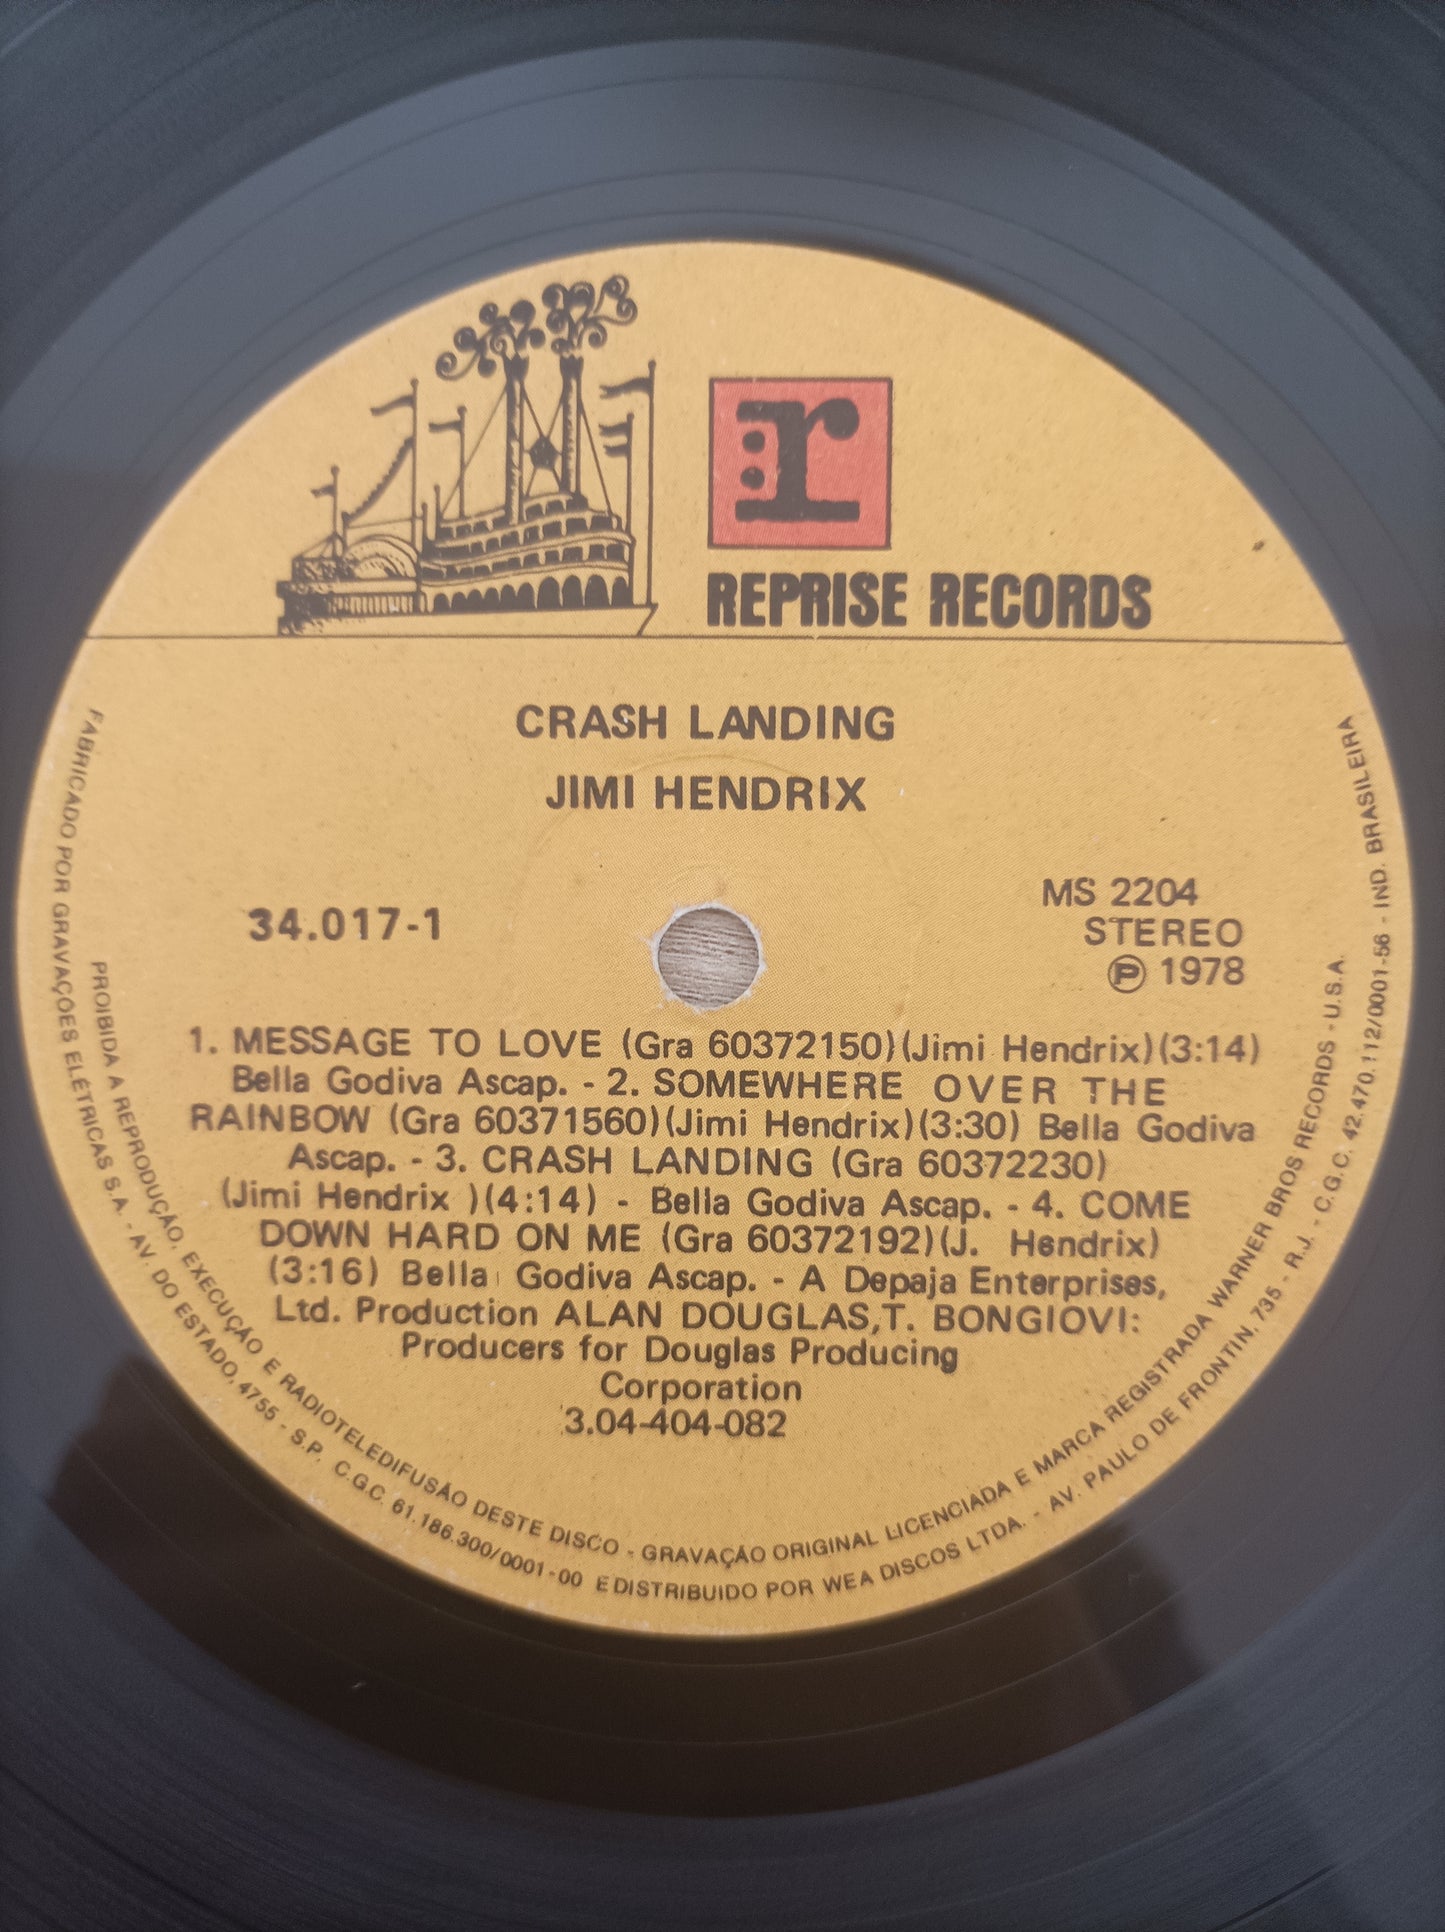 r
REPRISE RECORDS
CRASH LANDING
JIMI HENDRIX
34.017-1
MS 2204
STEREO
Ⓟ 1978
1. MESSAGE TO LOVE (Gra 60372150)(Jimi Hendrix)(3:14)
Bella Godiva Ascap. - 2. SOMEWHERE OVER THE
RAINBOW (Gra 60371560)(Jimi Hendrix)(3:30) Bella Godiva
Ascap. - 3. CRASH LANDING (Gra 60372230)
(Jimi Hendrix )(4:14) - Bella Godiva Ascap. - 4. COME
DOWN HARD ON ME (Gra 60372192)(J. Hendrix)
(3:16) Bella Godiva Ascap. - A Depaja Enterprises,
Ltd. Production ALAN DOUGLAS,T. BONGIOVI:
Producers for Douglas Producing
Corporation
3.04-404-082
PROIBIDA A REPRODUÇÃO, EXECUÇÃO E RADIOTELEDIFUSÃO DESTE DISCO - GRAVAÇÃO ORIGINAL LICENCIADA E MARCA REGISTRADA WARNER BROS RECORDS - U.S.A.
FABRICADO POR GRAVAÇÕES ELÉTRICAS S.A. - AV. DO ESTADO, 4755 - S.P. C.G.C. 61.186.300/0001-00 E DISTRIBUIDO POR WEA DISCOS LTDA. - AV. PAULO DE FRONTIN, 735 - R.J. - C.G.C. 42.470.112/0001-56 - IND. BRASILEIRA